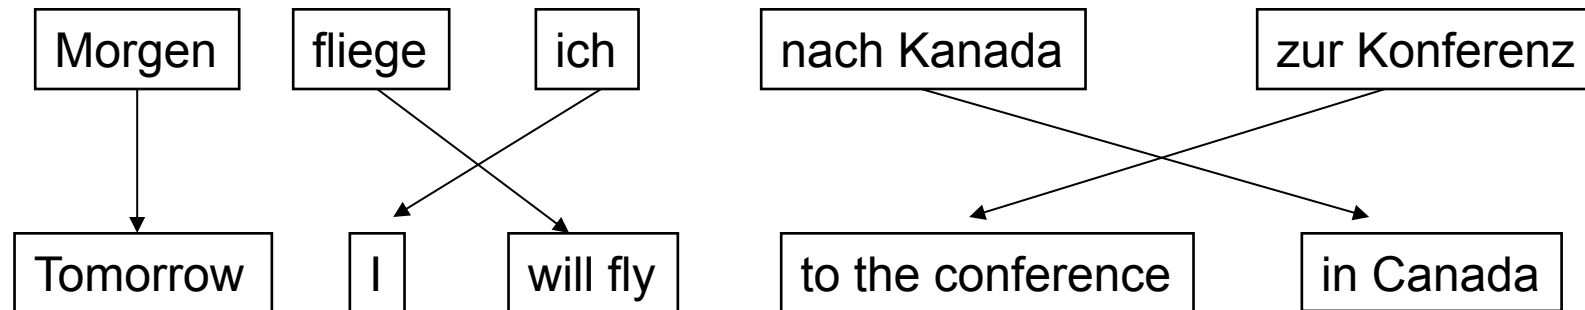 Morgen fliege ich nach Kanada zur Konferenz
Tomorrow I will fly to the conference in Canada